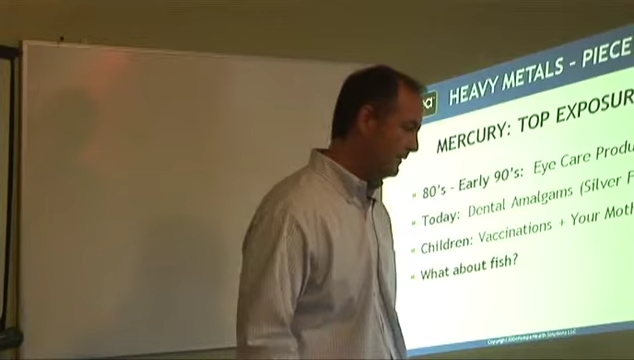 HEAVY METALS - PIECE
MERCURY: TOP EXPOSUR
80's - Early 90's: Eye Care Produ
Today: Dental Amalgams (Silver F
Children: Vaccinations + Your Moth
What about fish?